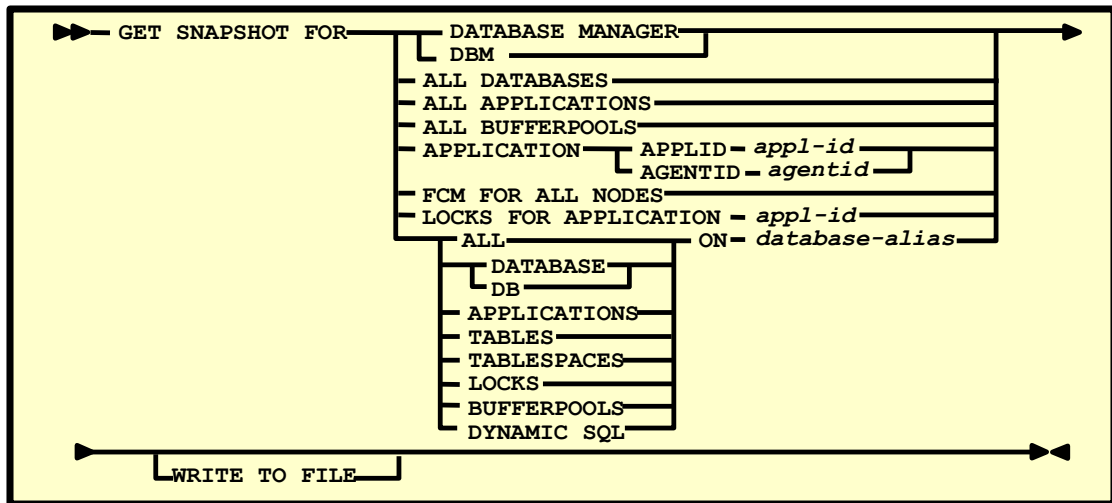 GET SNAPSHOT FOR DATABASE MANAGER
DBM
ALL DATABASES
ALL APPLICATIONS
ALL BUFFERPOOLS
APPLICATION APPLID appl-id
AGENTID agentid
FCM FOR ALL NODES
LOCKS FOR APPLICATION appl-id
ALL ON database-alias
DATABASE
DB
APPLICATIONS
TABLES
TABLESPACES
LOCKS
BUFFERPOOLS
DYNAMIC SQL
WRITE TO FILE